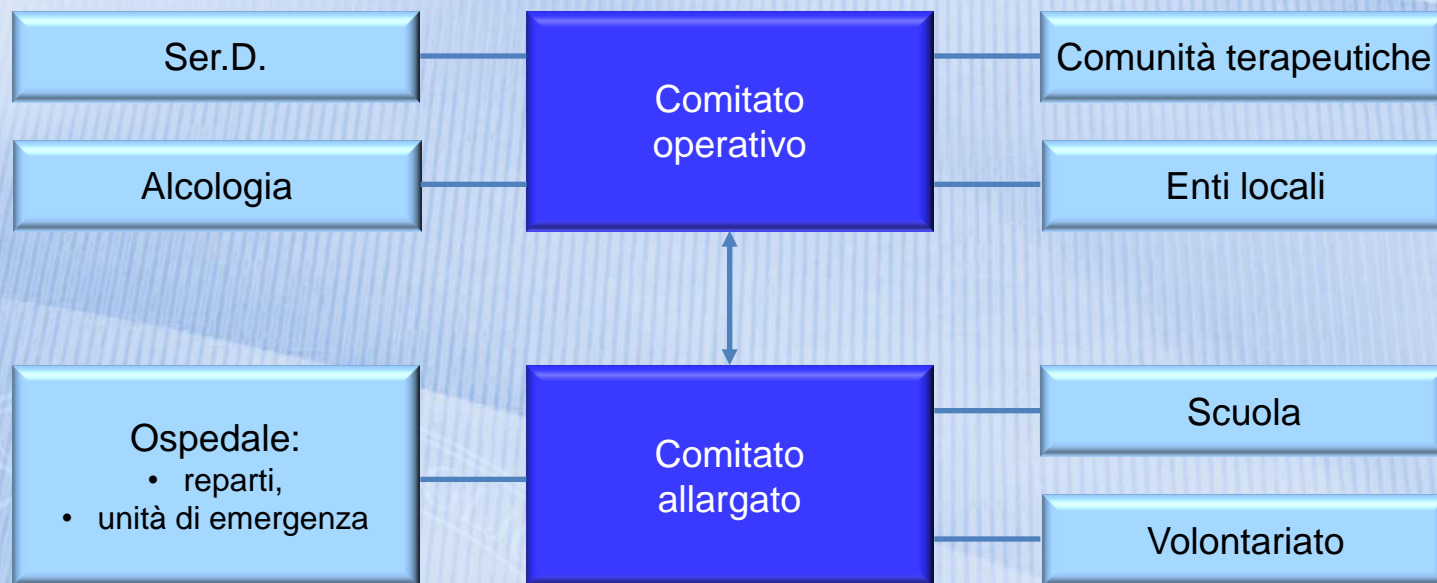 Ser.D.
Alcologia
Comitato
operativo
Comunità terapeutiche
Enti locali
Ospedale:
• reparti,
• unità di emergenza
Comitato
allargato
Scuola
Volontariato